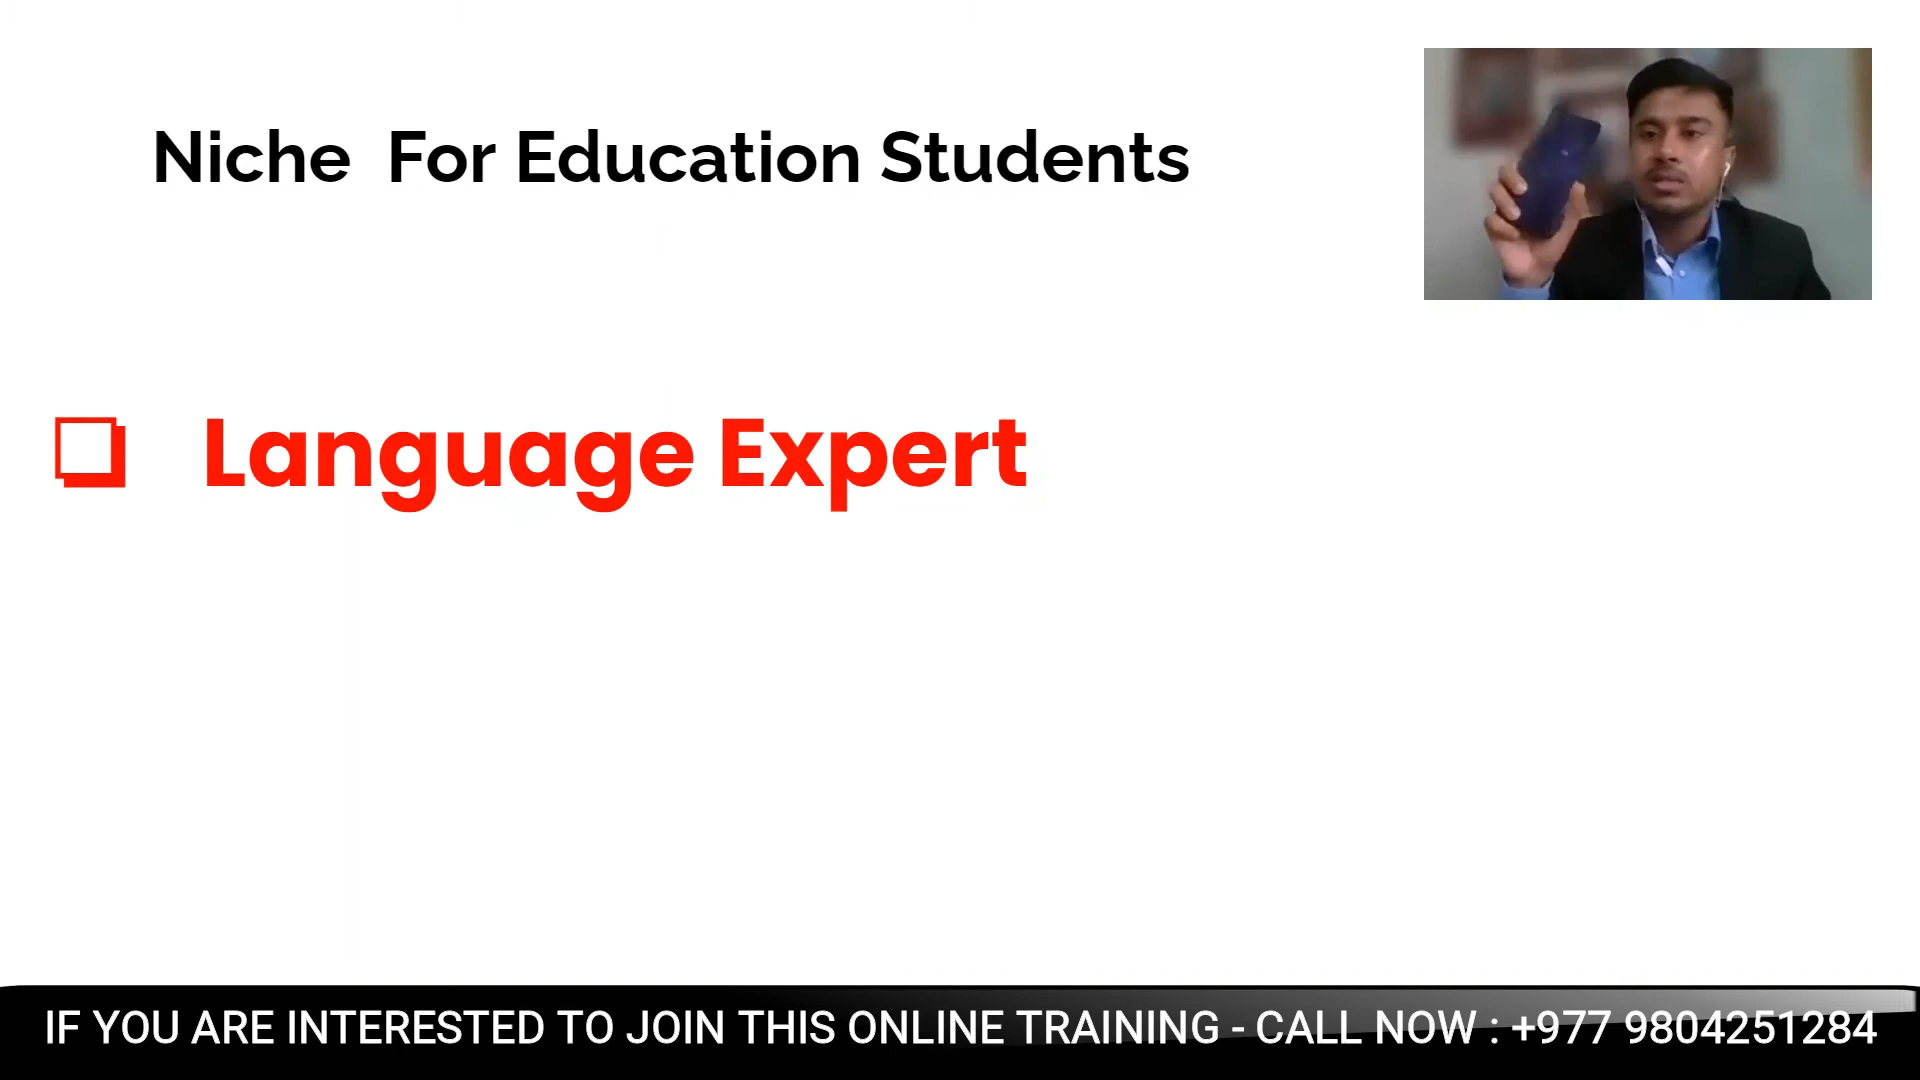 Niche For Education Students
Language Expert
IF YOU ARE INTERESTED TO JOIN THIS ONLINE TRAINING - CALL NOW : +977 9804251284